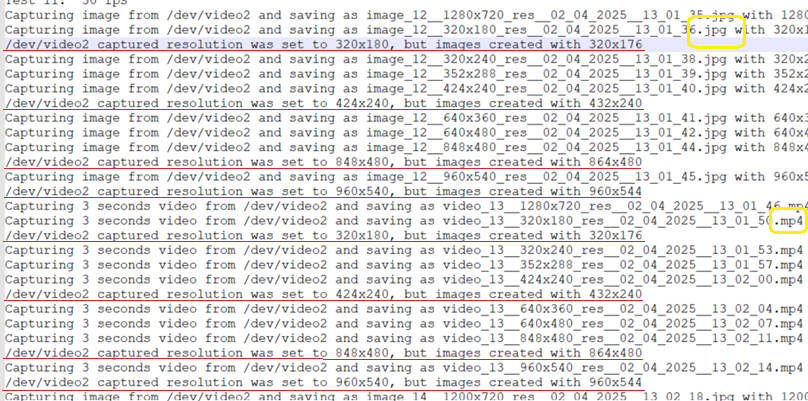 Test 11: 30 fps
Capturing image from /dev/video2 and saving as image_12__1280x720_res__02_04_2025__13_01_35.jpg with 1280
Capturing image from /dev/video2 and saving as image_12__320x180_res__02_04_2025__13_01_36.jpg with 320x1
/dev/video2 captured resolution was set to 320x180, but images created with 320x176
Capturing image from /dev/video2 and saving as image_12__320x240_res__02_04_2025__13_01_38.jpg with 320x2
Capturing image from /dev/video2 and saving as image_12__352x288_res__02_04_2025__13_01_39.jpg with 352x2
Capturing image from /dev/video2 and saving as image_12__424x240_res__02_04_2025__13_01_40.jpg with 424x2
/dev/video2 captured resolution was set to 424x240, but images created with 432x240
Capturing image from /dev/video2 and saving as image_12__640x360_res__02_04_2025__13_01_41.jpg with 640x3
Capturing image from /dev/video2 and saving as image_12__640x480_res__02_04_2025__13_01_42.jpg with 640x4
Capturing image from /dev/video2 and saving as image_12__848x480_res__02_04_2025__13_01_44.jpg with 848x4
/dev/video2 captured resolution was set to 848x480, but images created with 864x480
Capturing image from /dev/video2 and saving as image_12__960x540_res__02_04_2025__13_01_45.jpg with 960x5
/dev/video2 captured resolution was set to 960x540, but images created with 960x544
Capturing 3 seconds video from /dev/video2 and saving as video_13__1280x720_res__02_04_2025__13_01_46.mp4
Capturing 3 seconds video from /dev/video2 and saving as video_13__320x180_res__02_04_2025__13_01_50.mp4
/dev/video2 captured resolution was set to 320x180, but images created with 320x176
Capturing 3 seconds video from /dev/video2 and saving as video_13__320x240_res__02_04_2025__13_01_53.mp4
Capturing 3 seconds video from /dev/video2 and saving as video_13__352x288_res__02_04_2025__13_01_57.mp4
Capturing 3 seconds video from /dev/video2 and saving as video_13__424x240_res__02_04_2025__13_02_00.mp4
/dev/video2 captured resolution was set to 424x240, but images created with 432x240
Capturing 3 seconds video from /dev/video2 and saving as video_13__640x360_res__02_04_2025__13_02_04.mp4
Capturing 3 seconds video from /dev/video2 and saving as video_13__640x480_res__02_04_2025__13_02_07.mp4
Capturing 3 seconds video from /dev/video2 and saving as video_13__848x480_res__02_04_2025__13_02_11.mp4
/dev/video2 captured resolution was set to 848x480, but images created with 864x480
Capturing 3 seconds video from /dev/video2 and saving as video_13__960x540_res__02_04_2025__13_02_14.mp4
/dev/video2 captured resolution was set to 960x540, but images created with 960x544
Capturing image from /dev/video2 and saving as image_14__1200x720_res__02_04_2025__13_02_18.jpg with 1200